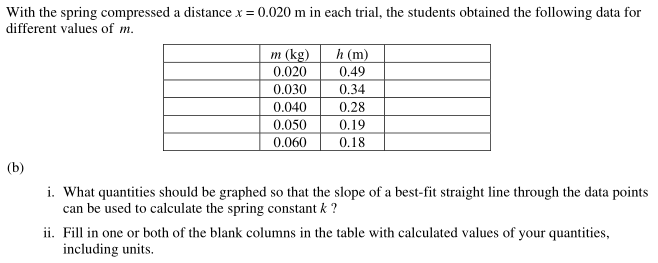 With the spring compressed a distance x = 0.020 m in each trial, the students obtained the following data for
different values of m.
m (kg) h (m)
0.020 0.49
0.030 0.34
0.040 0.28
0.050 0.19
0.060 0.18
(b)
i. What quantities should be graphed so that the slope of a best-fit straight line through the data points
can be used to calculate the spring constant k ?
ii. Fill in one or both of the blank columns in the table with calculated values of your quantities,
including units.